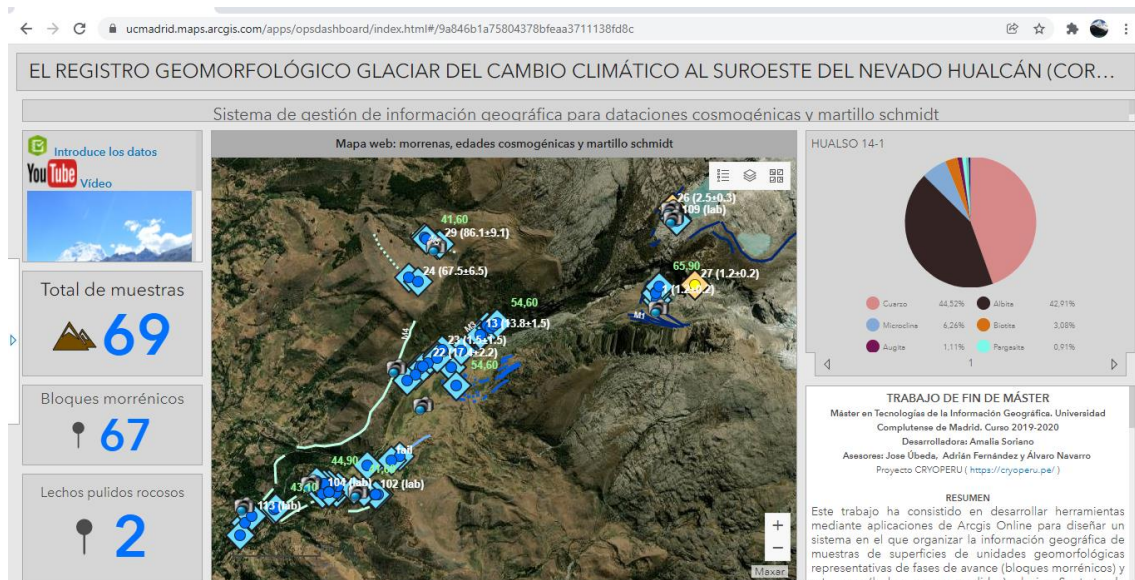 ucmadrid.maps.arcgis.com/apps/opsdashboard/index.html#/9a846b1a75804378bfeaa3711138fd8c
EL REGISTRO GEOMORFOLÓGICO GLACIAR DEL CAMBIO CLIMÁTICO AL SUROESTE DEL NEVADO HUALCÁN (COR...
Sistema de gestión de información geográfica para dataciones cosmogénicas y martillo schmidt
Introduce los datos
YouTube Vídeo
Total de muestras
69
Bloques morrénicos
67
Lechos pulidos rocosos
2
Mapa web: morrenas, edades cosmogénicas y martillo schmidt
26 (2.5±0.3)
109 (lab)
41,60
29 (86.1±9.1)
24 (67.5±6.5)
65,90
27 (1.2±0.2)
M1
54,60
M4
M3
13 (13.8±1.5)
23 (1.5±1.5)
22 (17.4±2.2)
54,60
fail
44,90
43,10
104 (lab)
102 (lab)
113 (lab)
+
−
Maxar
HUALSO 14-1
Cuarzo 44,52% Albita 42,91%
Microclina 6,26% Biotita 3,08%
Augita 1,11% Pargasita 0,91%
1
TRABAJO DE FIN DE MÁSTER
Máster en Tecnologías de la Información Geográfica. Universidad
Complutense de Madrid. Curso 2019-2020
Desarrolladora: Amalia Soriano
Asesores: Jose Úbeda, Adrián Fernández y Álvaro Navarro
Proyecto CRYOPERU ( https://cryoperu.pe/ )
RESUMEN
Este trabajo ha consistido en desarrollar herramientas
mediante aplicaciones de Arcgis Online para diseñar un
sistema en el que organizar la información geográfica de
muestras de superficies de unidades geomorfológicas
representativas de fases de avance (bloques morrénicos) y